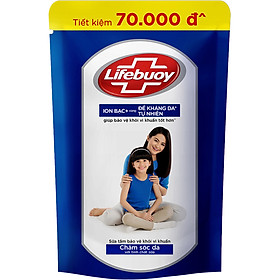 Tiết kiệm 70.000 đ^
Lifebuoy
ION BẠC+ ĐỀ KHÁNG DA*
TỰ NHIÊN
giúp bảo vệ khỏi vi khuẩn tốt hơn
Sữa tắm bảo vệ khỏi vi khuẩn
Chăm sóc da